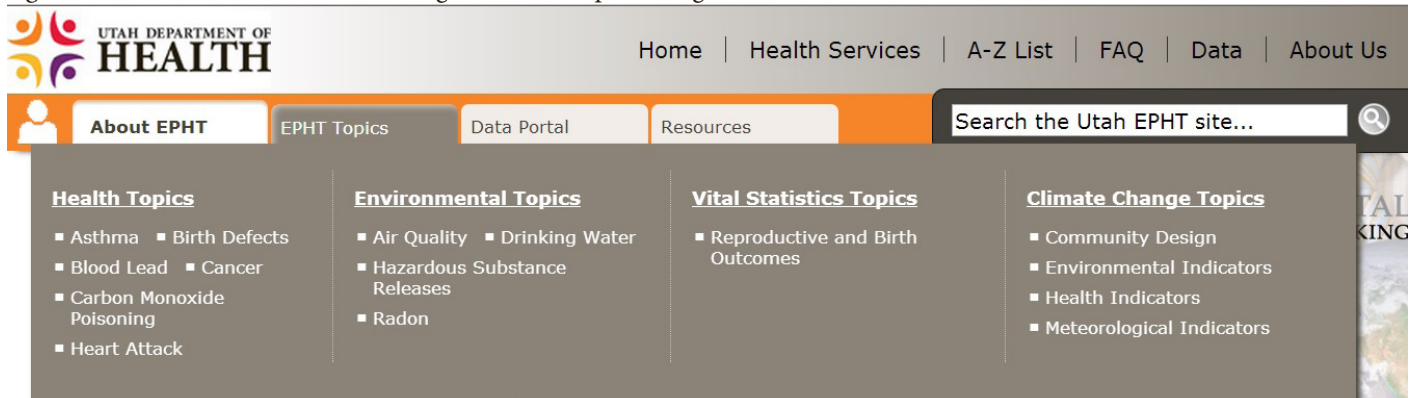 UTAH DEPARTMENT OF
HEALTH
Home | Health Services | A-Z List | FAQ | Data | About Us
About EPHT
EPHT Topics
Data Portal
Resources
Search the Utah EPHT site...
Health Topics
Asthma ▪ Birth Defects
Blood Lead ▪ Cancer
Carbon Monoxide
Poisoning
Heart Attack
Environmental Topics
Air Quality ▪ Drinking Water
Hazardous Substance
Releases
Radon
Vital Statistics Topics
Reproductive and Birth
Outcomes
Climate Change Topics
Community Design
Environmental Indicators
Health Indicators
Meteorological Indicators
TAL
KING